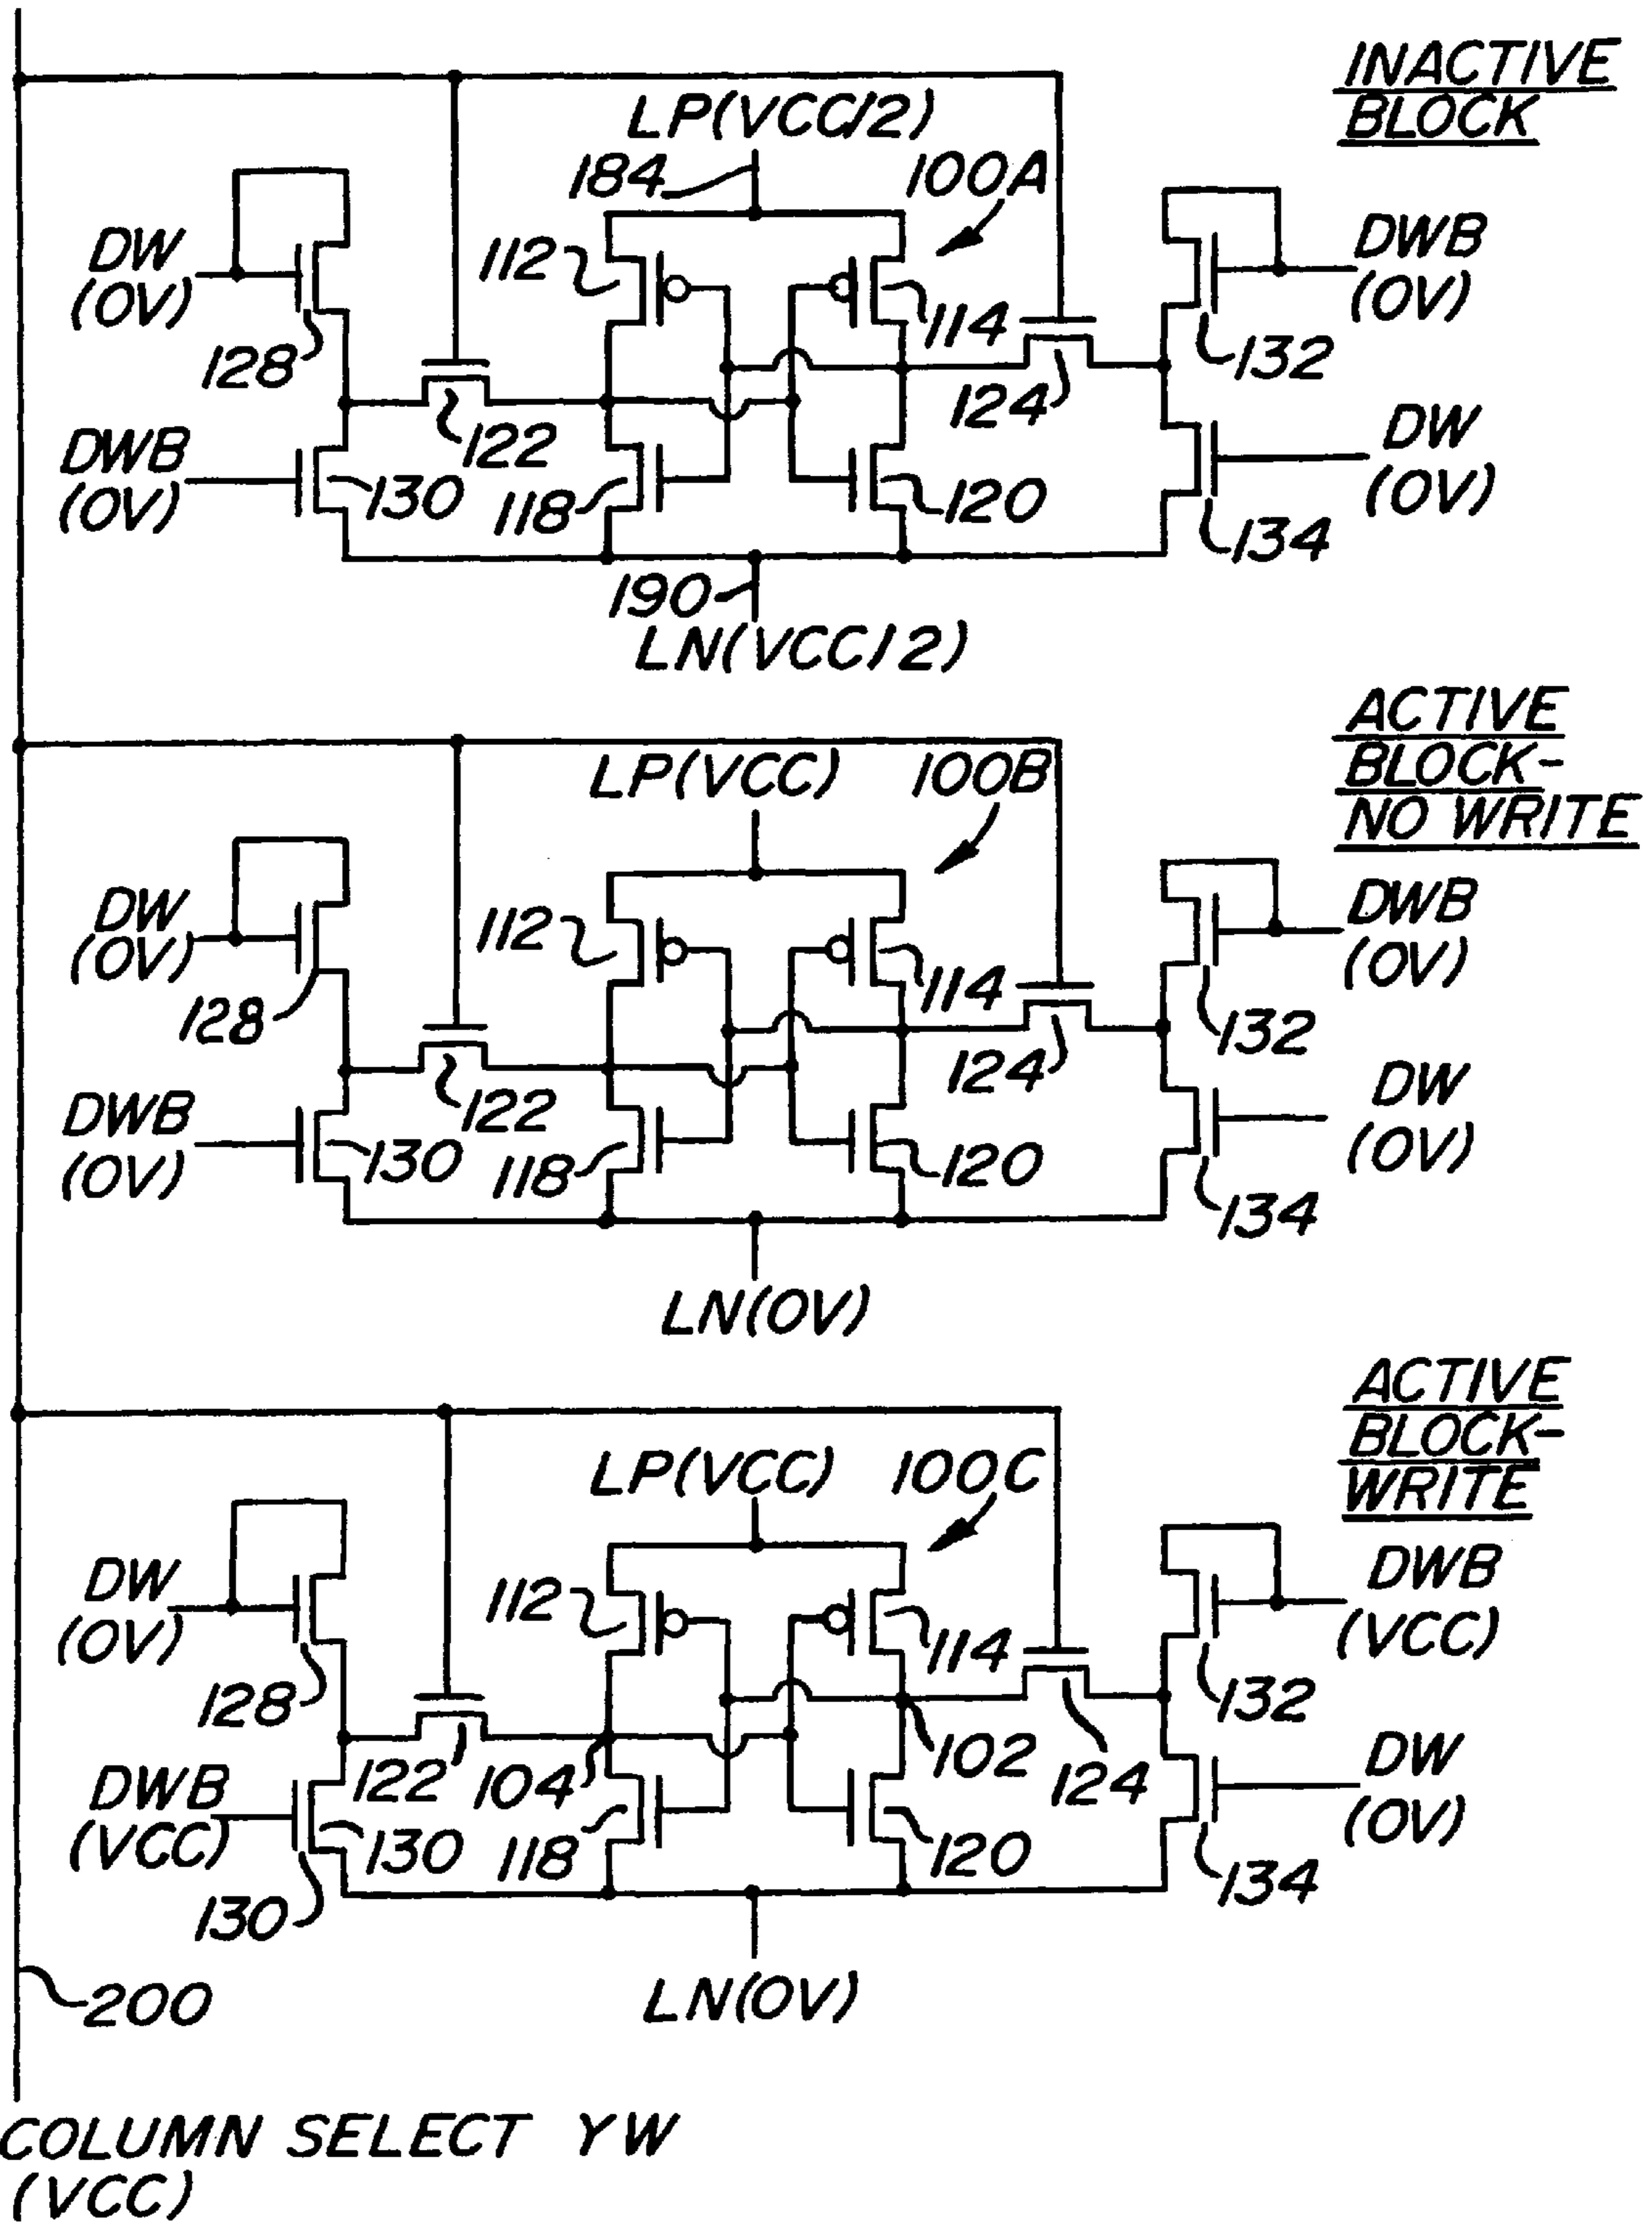 INACTIVE
BLOCK
LP(VCC/2)
184
100A
DW
(0V)
112
DWB
(0V)
128
114
132
124
DWB
(0V)
122
130
118
120
DW
(0V)
134
190
LN(VCC/2)
ACTIVE
BLOCK-
NO WRITE
LP(VCC)
100B
DW
(0V)
112
DWB
(0V)
128
114
132
124
DWB
(0V)
122
130
118
120
DW
(0V)
134
LN(0V)
ACTIVE
BLOCK-
WRITE
LP(VCC)
100C
DW
(0V)
112
DWB
(VCC)
128
114
132
122
104
102
124
DWB
(VCC)
130
118
120
DW
(0V)
134
130
LN(0V)
200
COLUMN SELECT YW
(VCC)